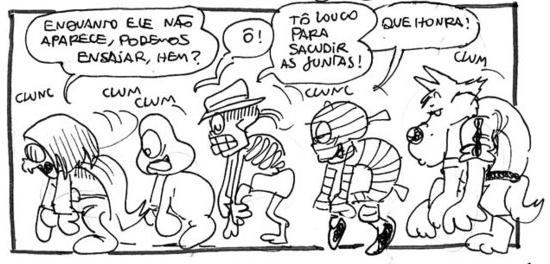 ENQUANTO ELE NÃO
APARECE, PODEMOS
ENSAIAR, HEM?
Ô!
TÔ LOUCO
PARA
SACUDIR
AS JUNTAS!
QUE HONRA!
CLUNC
CLUM
CLUM
CLUNC
CLUM